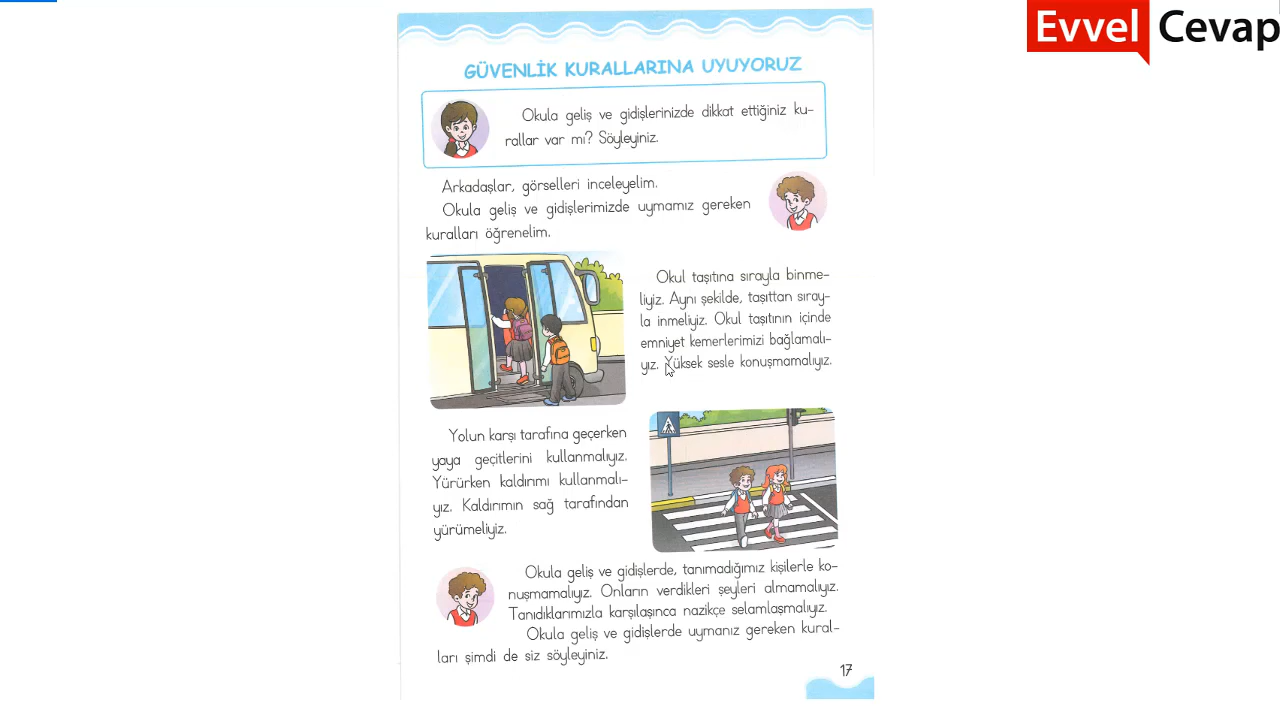 Evvel Cevap
GÜVENLİK KURALLARINA UYUYORUZ
Okula geliş ve gidişlerinizde dikkat ettiğiniz ku-
rallar var mı? Söyleyiniz.
Arkadaşlar, görselleri inceleyelim.
Okula geliş ve gidişlerimizde uymamız gereken
kuralları öğrenelim.
Okul taşıtına sırayla binme-
liyiz. Aynı şekilde, taşıttan sıray-
la inmeliyiz. Okul taşıtının içinde
emniyet kemerlerimizi bağlamalı-
yız. Yüksek sesle konuşmamalıyız.
Yolun karşı tarafına geçerken
yaya geçitlerini kullanmalıyız.
Yürürken kaldırımı kullanmalı-
yız. Kaldırımın sağ tarafından
yürümeliyiz.
Okula geliş ve gidişlerde, tanımadığımız kişilerle ko-
nuşmamalıyız. Onların verdikleri şeyleri almamalıyız.
Tanıdıklarımızla karşılaşınca nazikçe selamlaşmalıyız.
Okula geliş ve gidişlerde uymanız gereken kural-
ları şimdi de siz söyleyiniz.
17